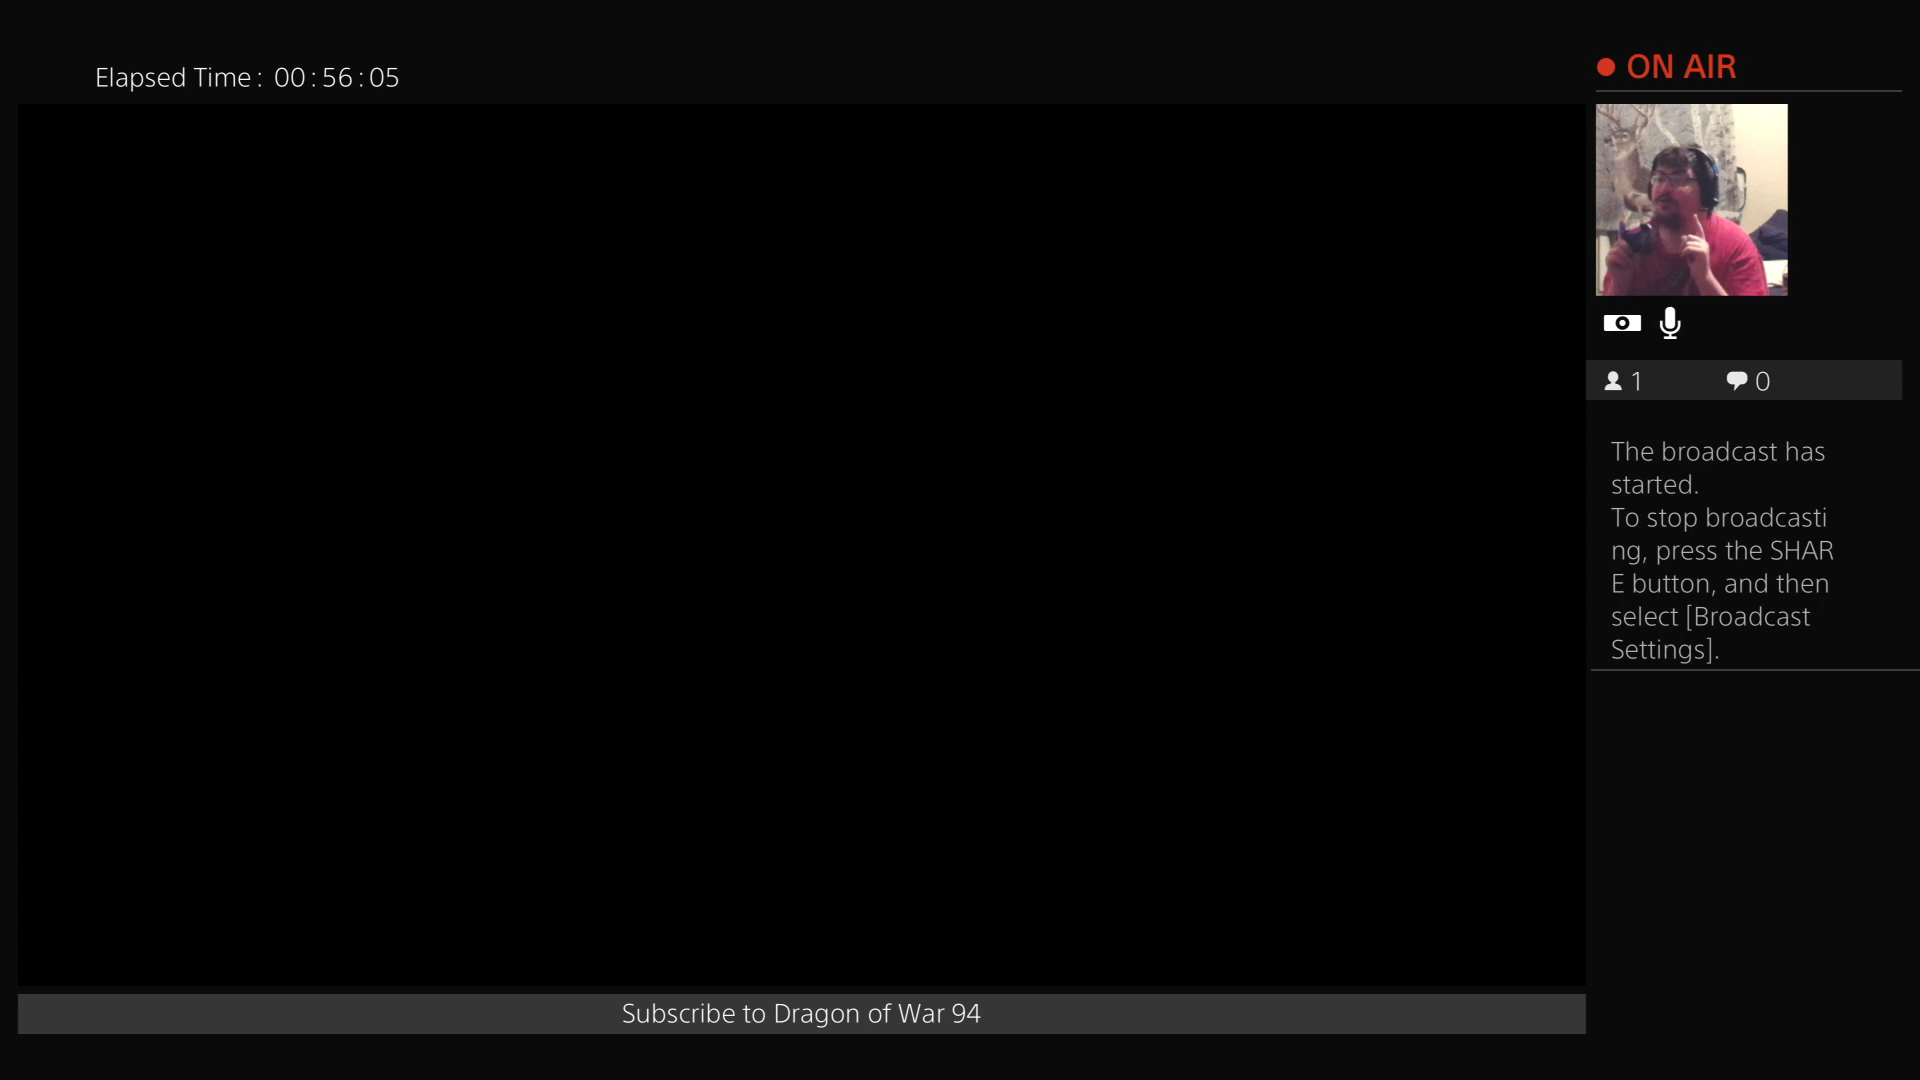 Elapsed Time: 00:56:05
ON AIR
1
0
The broadcast has
started.
To stop broadcasti
ng, press the SHAR
E button, and then
select [Broadcast
Settings].
Subscribe to Dragon of War 94